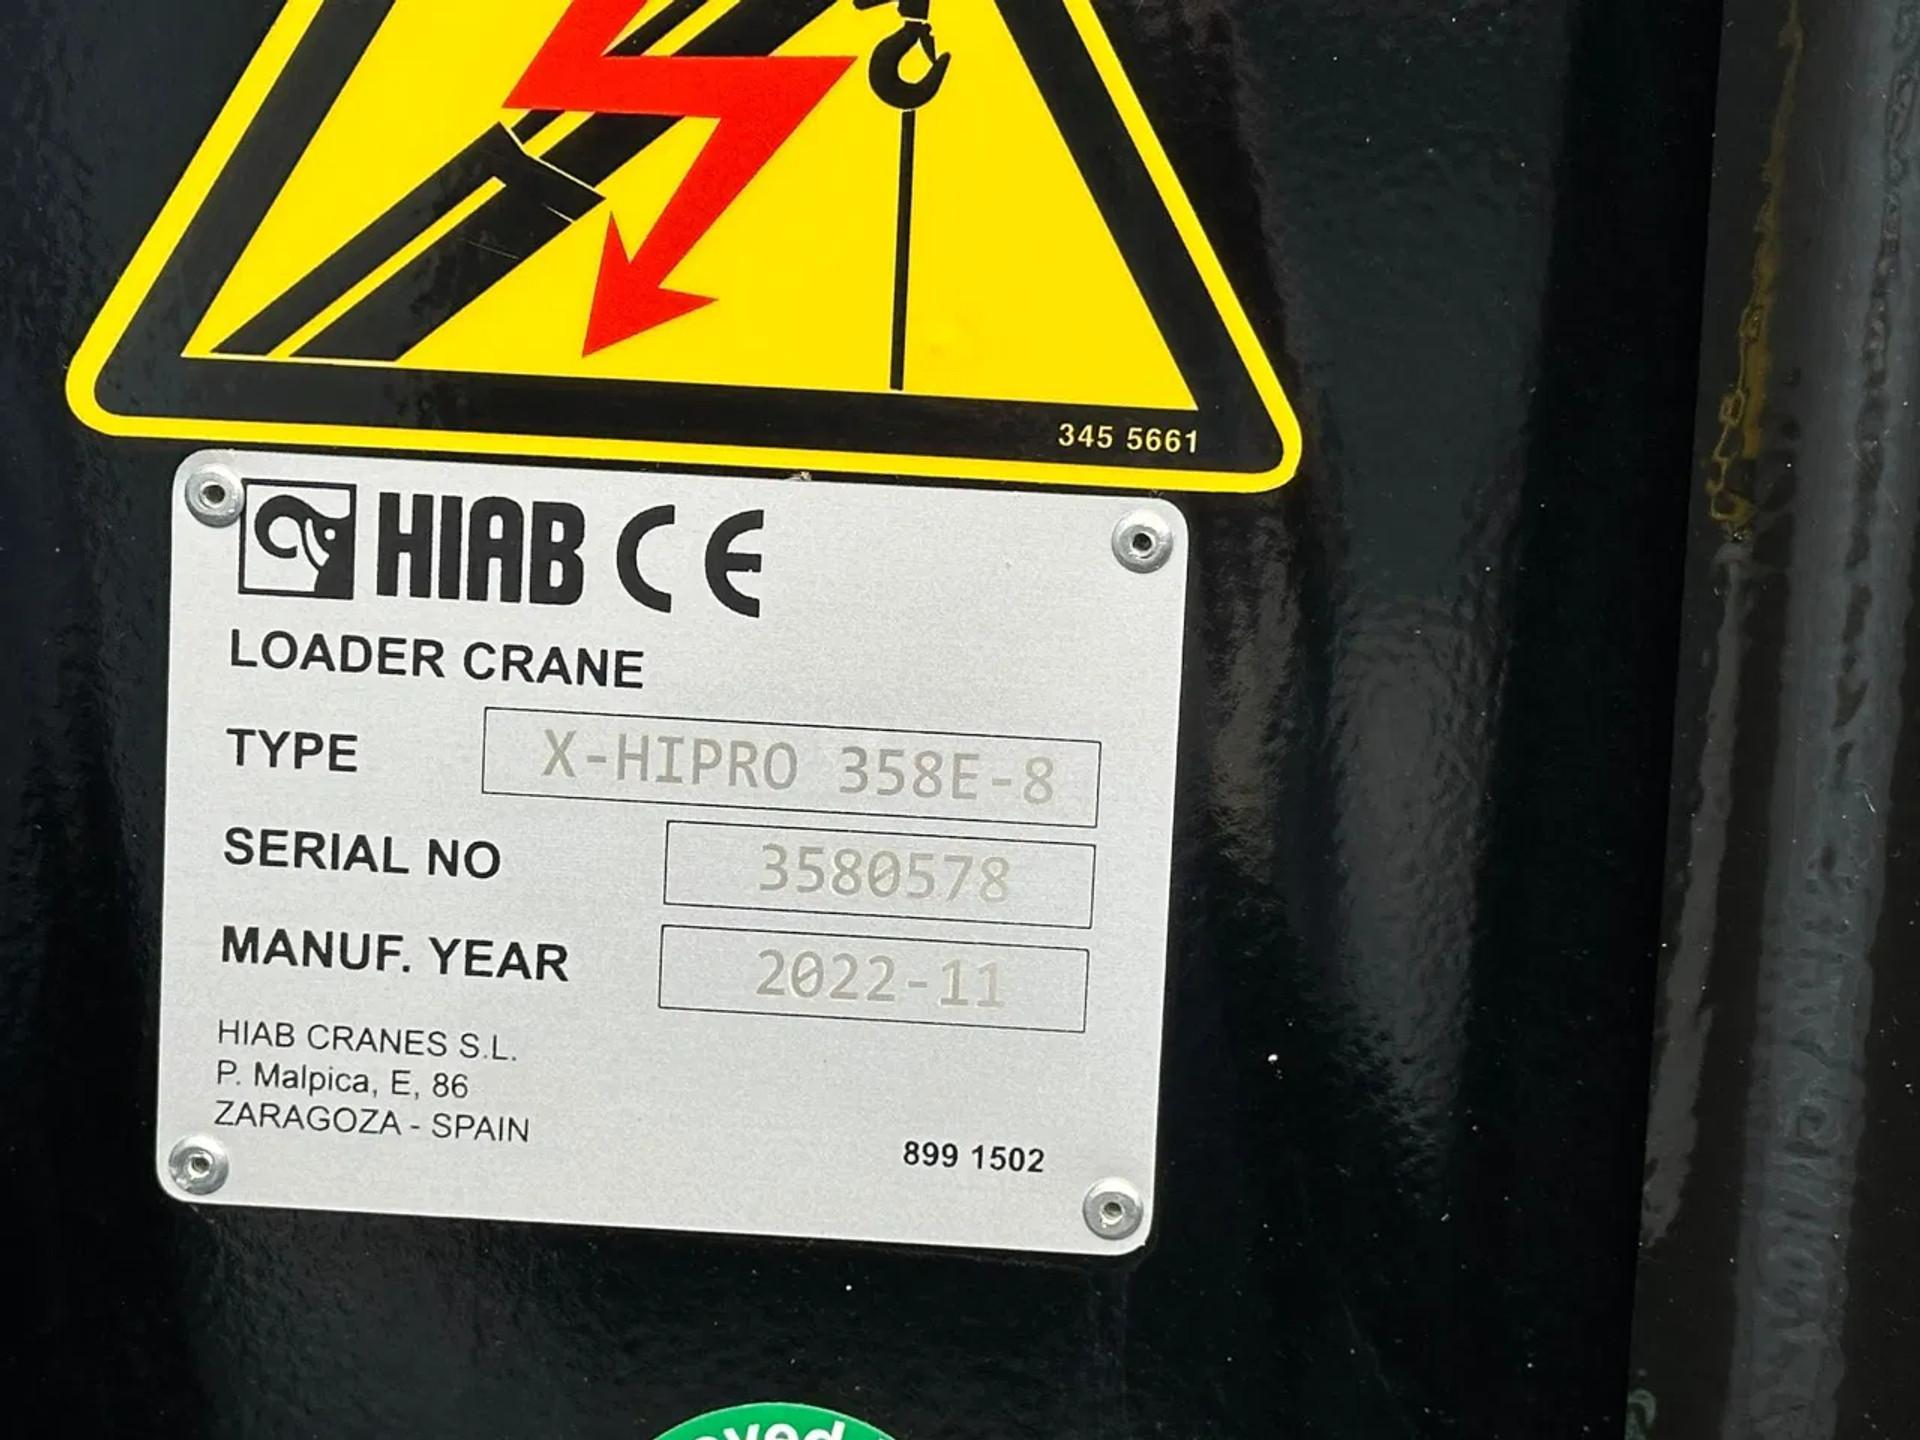 345 5661
HIAB CE
LOADER CRANE
TYPE X-HIPRO 358E-8
SERIAL NO 3580578
MANUF. YEAR 2022-11
HIAB CRANES S.L.
P. Malpica, E, 86
ZARAGOZA - SPAIN
899 1502